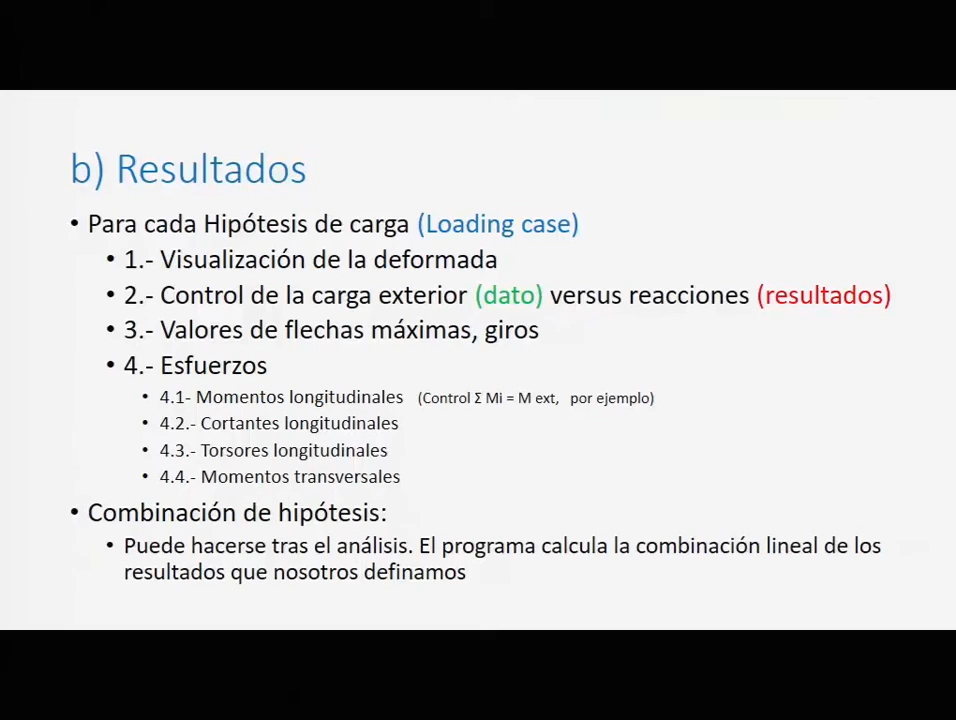 b) Resultados
• Para cada Hipótesis de carga (Loading case)
• 1.- Visualización de la deformada
• 2.- Control de la carga exterior (dato) versus reacciones (resultados)
• 3.- Valores de flechas máximas, giros
• 4.- Esfuerzos
• 4.1- Momentos longitudinales (Control Σ Mi = M ext, por ejemplo)
• 4.2.- Cortantes longitudinales
• 4.3.- Torsores longitudinales
• 4.4.- Momentos transversales
• Combinación de hipótesis:
• Puede hacerse tras el análisis. El programa calcula la combinación lineal de los
resultados que nosotros definamos